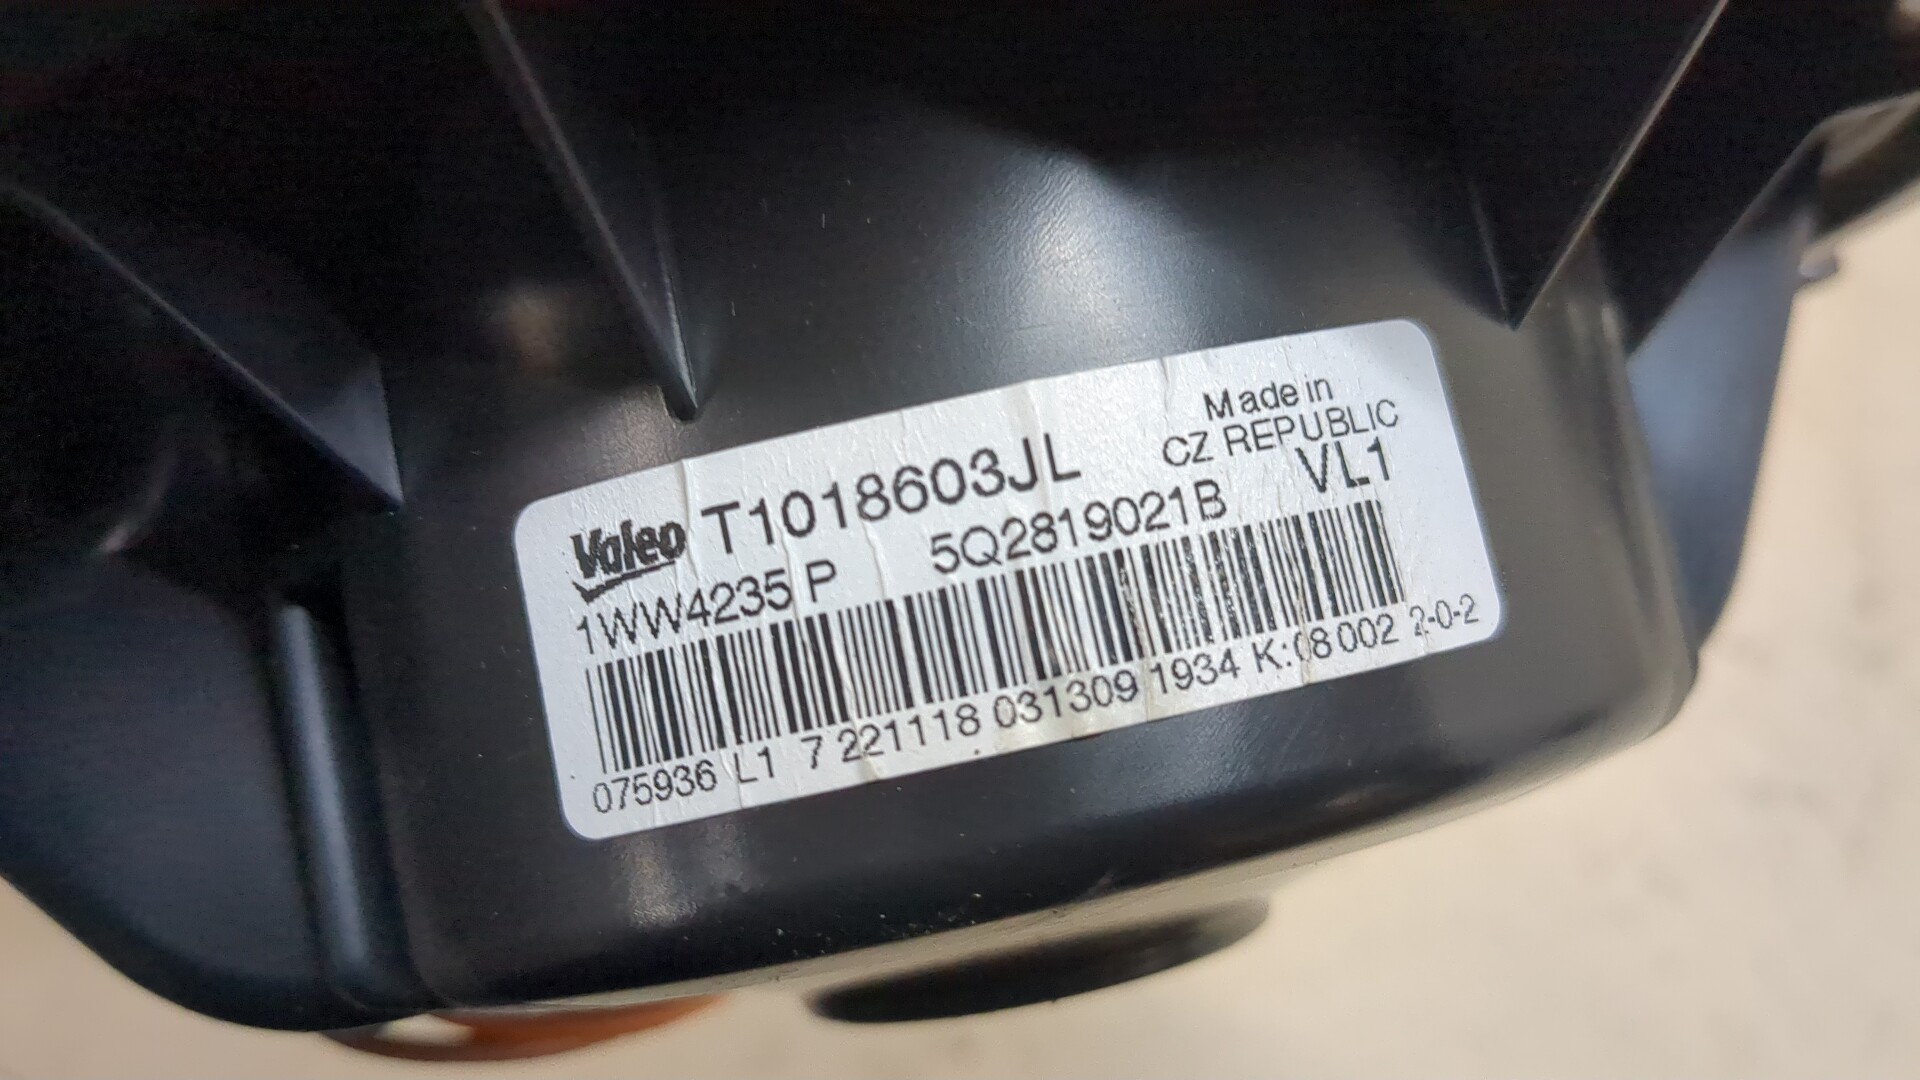 Made in
CZ REPUBLIC
Valeo T1018603JL
VL1
1WW4235 P 5Q2819021B
075936 L1 7 221118 031309 1934 K:08 002 2-0-2